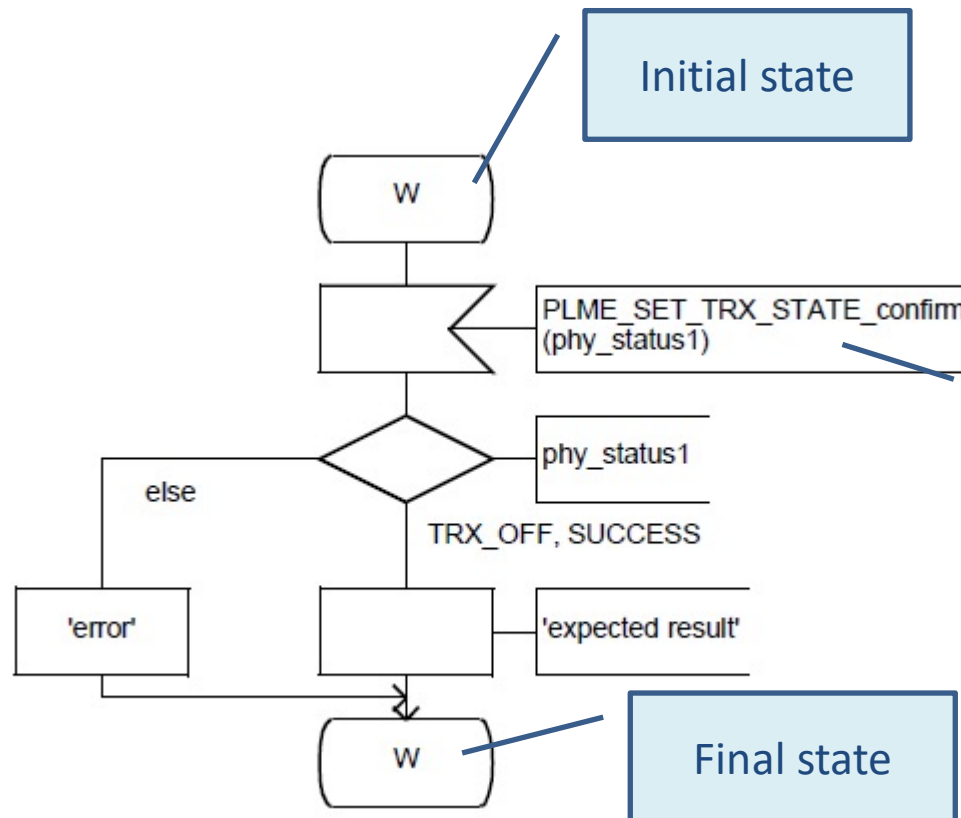 Initial state
W
PLME_SET_TRX_STATE_confirm
(phy_status1)
phy_status1
else
TRX_OFF, SUCCESS
'error'
'expected result'
W
Final state